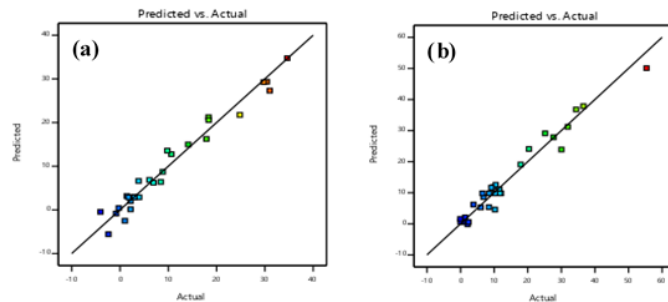 Predicted vs. Actual
(a)
40
30
20
10
0
-10
Predicted
-10 0 10 20 30 40
Actual
Predicted vs. Actual
(b)
60
50
40
30
20
10
0
-10
Predicted
-10 0 10 20 30 40 50 60
Actual